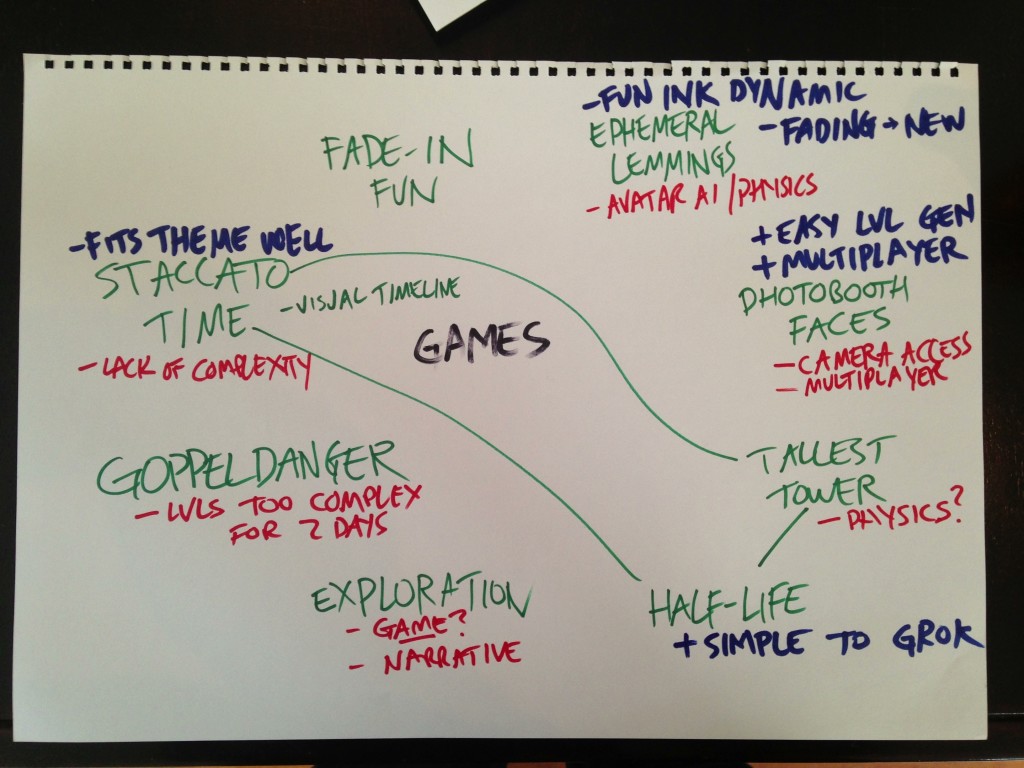 - FUN INK DYNAMIC
EPHEMERAL - FADING → NEW
LEMMINGS
- AVATAR AI / PHYSICS
FADE-IN
FUN
- FITS THEME WELL
STACCATO
TIME - VISUAL TIMELINE
- LACK OF COMPLEXITY
GAMES
+ EASY LVL GEN
+ MULTIPLAYER
PHOTOBOOTH
FACES
- CAMERA ACCESS
- MULTIPLAYER
GOPPELDANGER
- LVLS TOO COMPLEX
FOR 2 DAYS
TALLEST
TOWER
- PHYSICS?
EXPLORATION
- GAME?
- NARRATIVE
HALF-LIFE
+ SIMPLE TO GROK